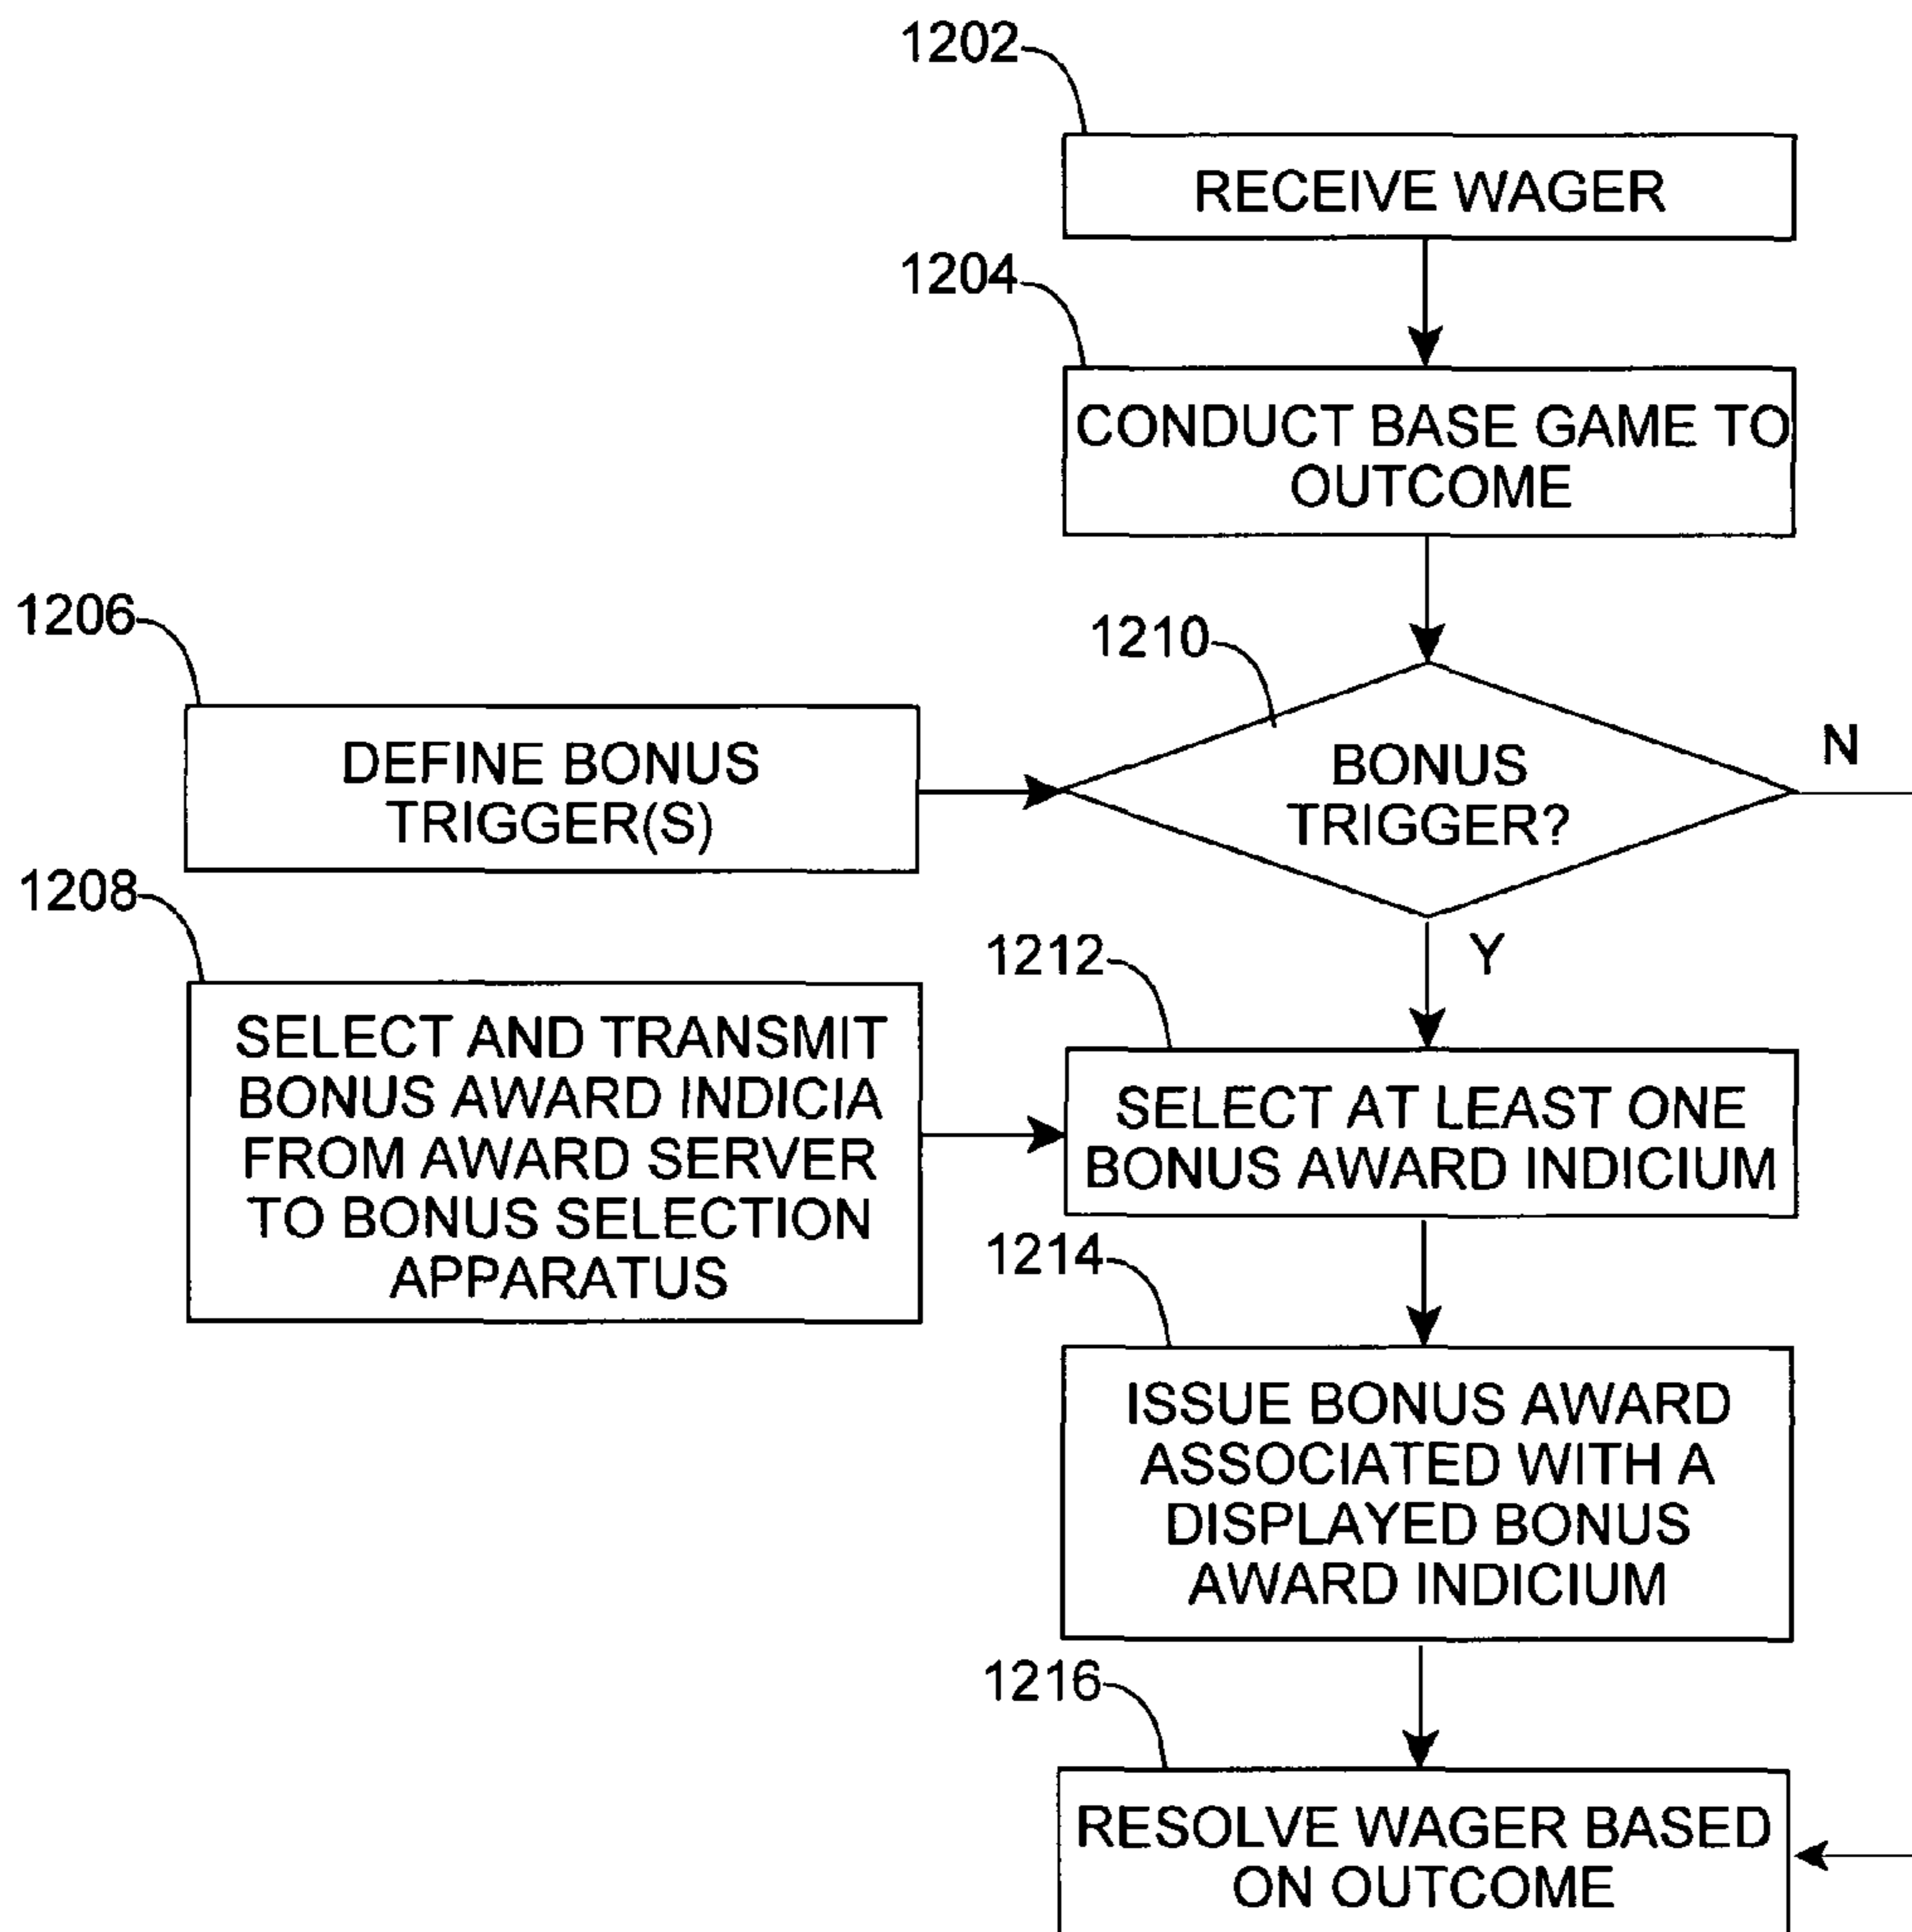 1202
RECEIVE WAGER
1204
CONDUCT BASE GAME TO
OUTCOME
1206
DEFINE BONUS
TRIGGER(S)
1210
BONUS
TRIGGER?
N
Y
1208
SELECT AND TRANSMIT
BONUS AWARD INDICIA
FROM AWARD SERVER
TO BONUS SELECTION
APPARATUS
1212
SELECT AT LEAST ONE
BONUS AWARD INDICIUM
1214
ISSUE BONUS AWARD
ASSOCIATED WITH A
DISPLAYED BONUS
AWARD INDICIUM
1216
RESOLVE WAGER BASED
ON OUTCOME